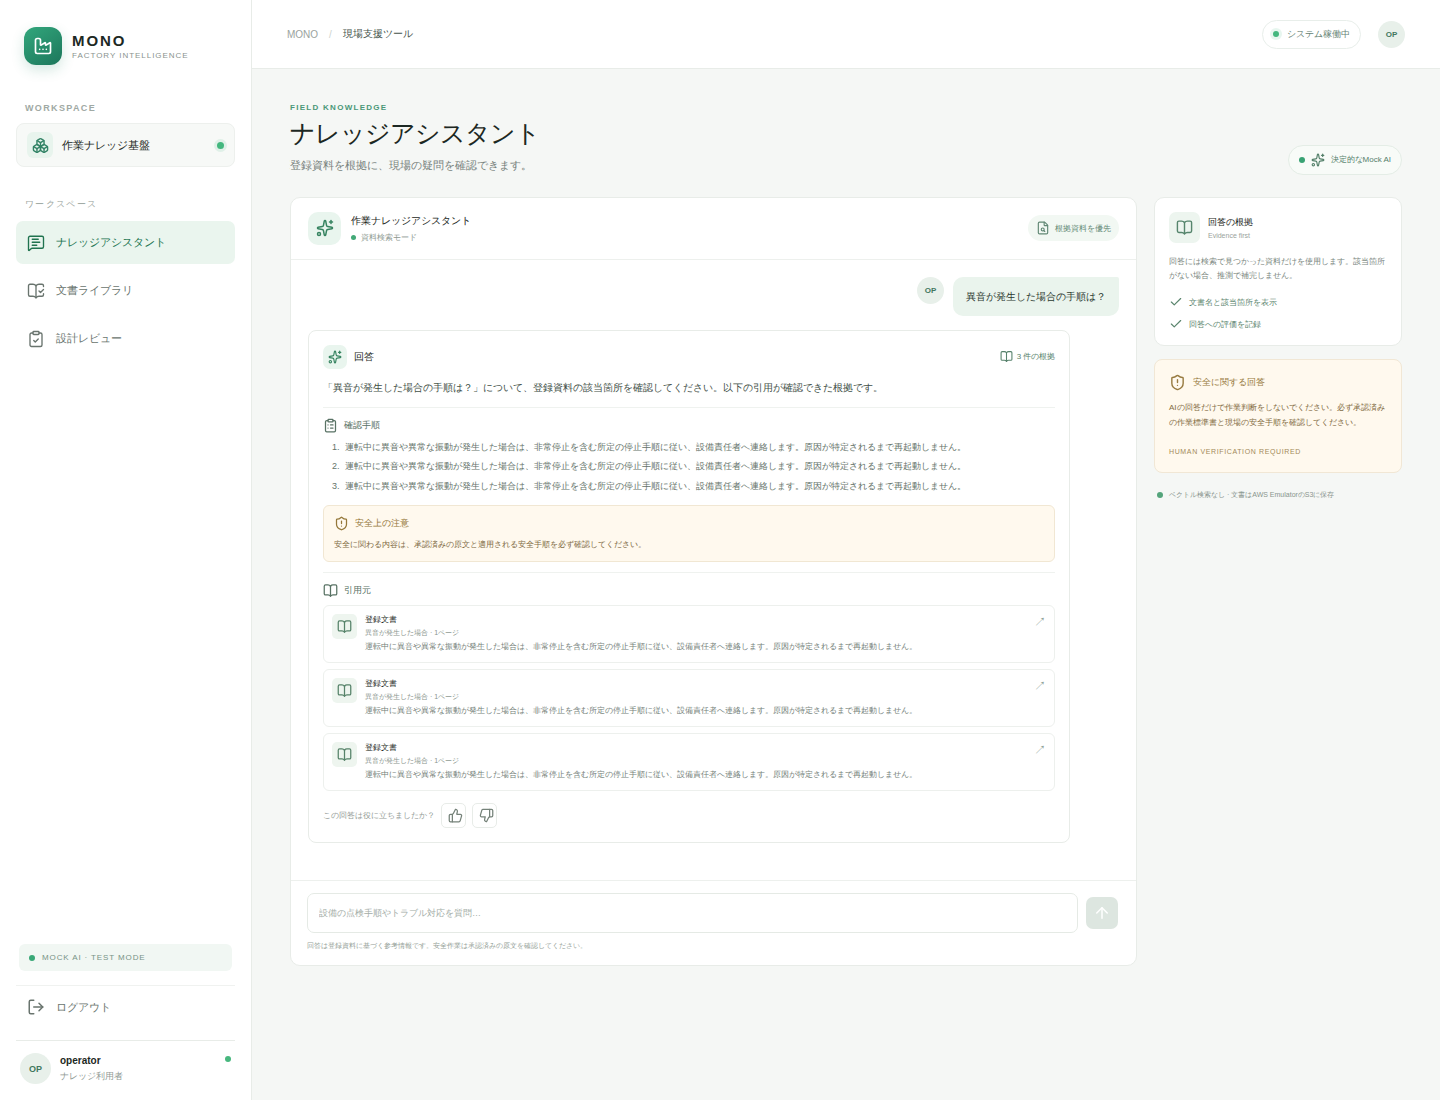 MONO
FACTORY INTELLIGENCE
WORKSPACE
作業ナレッジ基盤
ワークスペース
ナレッジアシスタント
文書ライブラリ
設計レビュー
MOCK AI · TEST MODE
ログアウト
OP
operator
ナレッジ利用者
MONO / 現場支援ツール
システム稼働中
OP
FIELD KNOWLEDGE
ナレッジアシスタント
登録資料を根拠に、現場の疑問を確認できます。
決定的なMock AI
作業ナレッジアシスタント
資料検索モード
根拠資料を優先
OP
異音が発生した場合の手順は？
回答
3 件の根拠
「異音が発生した場合の手順は？」について、登録資料の該当箇所を確認してください。以下の引用が確認できた根拠です。
確認手順
1. 運転中に異音や異常な振動が発生した場合は、非常停止を含む所定の停止手順に従い、設備責任者へ連絡します。原因が特定されるまで再起動しません。
2. 運転中に異音や異常な振動が発生した場合は、非常停止を含む所定の停止手順に従い、設備責任者へ連絡します。原因が特定されるまで再起動しません。
3. 運転中に異音や異常な振動が発生した場合は、非常停止を含む所定の停止手順に従い、設備責任者へ連絡します。原因が特定されるまで再起動しません。
安全上の注意
安全に関わる内容は、承認済みの原文と適用される安全手順を必ず確認してください。
引用元
登録文書
異音が発生した場合 · 1ページ
運転中に異音や異常な振動が発生した場合は、非常停止を含む所定の停止手順に従い、設備責任者へ連絡します。原因が特定されるまで再起動しません。
登録文書
異音が発生した場合 · 1ページ
運転中に異音や異常な振動が発生した場合は、非常停止を含む所定の停止手順に従い、設備責任者へ連絡します。原因が特定されるまで再起動しません。
登録文書
異音が発生した場合 · 1ページ
運転中に異音や異常な振動が発生した場合は、非常停止を含む所定の停止手順に従い、設備責任者へ連絡します。原因が特定されるまで再起動しません。
この回答は役に立ちましたか？
設備の点検手順やトラブル対応を質問…
回答は登録資料に基づく参考情報です。安全作業は承認済みの原文を確認してください。
回答の根拠
Evidence first
回答には検索で見つかった資料だけを使用します。該当箇所
がない場合、推測で補完しません。
文書名と該当箇所を表示
回答への評価を記録
安全に関する回答
AIの回答だけで作業判断をしないでください。必ず承認済み
の作業標準書と現場の安全手順を確認してください。
HUMAN VERIFICATION REQUIRED
ベクトル検索なし · 文書はAWS EmulatorのS3に保存